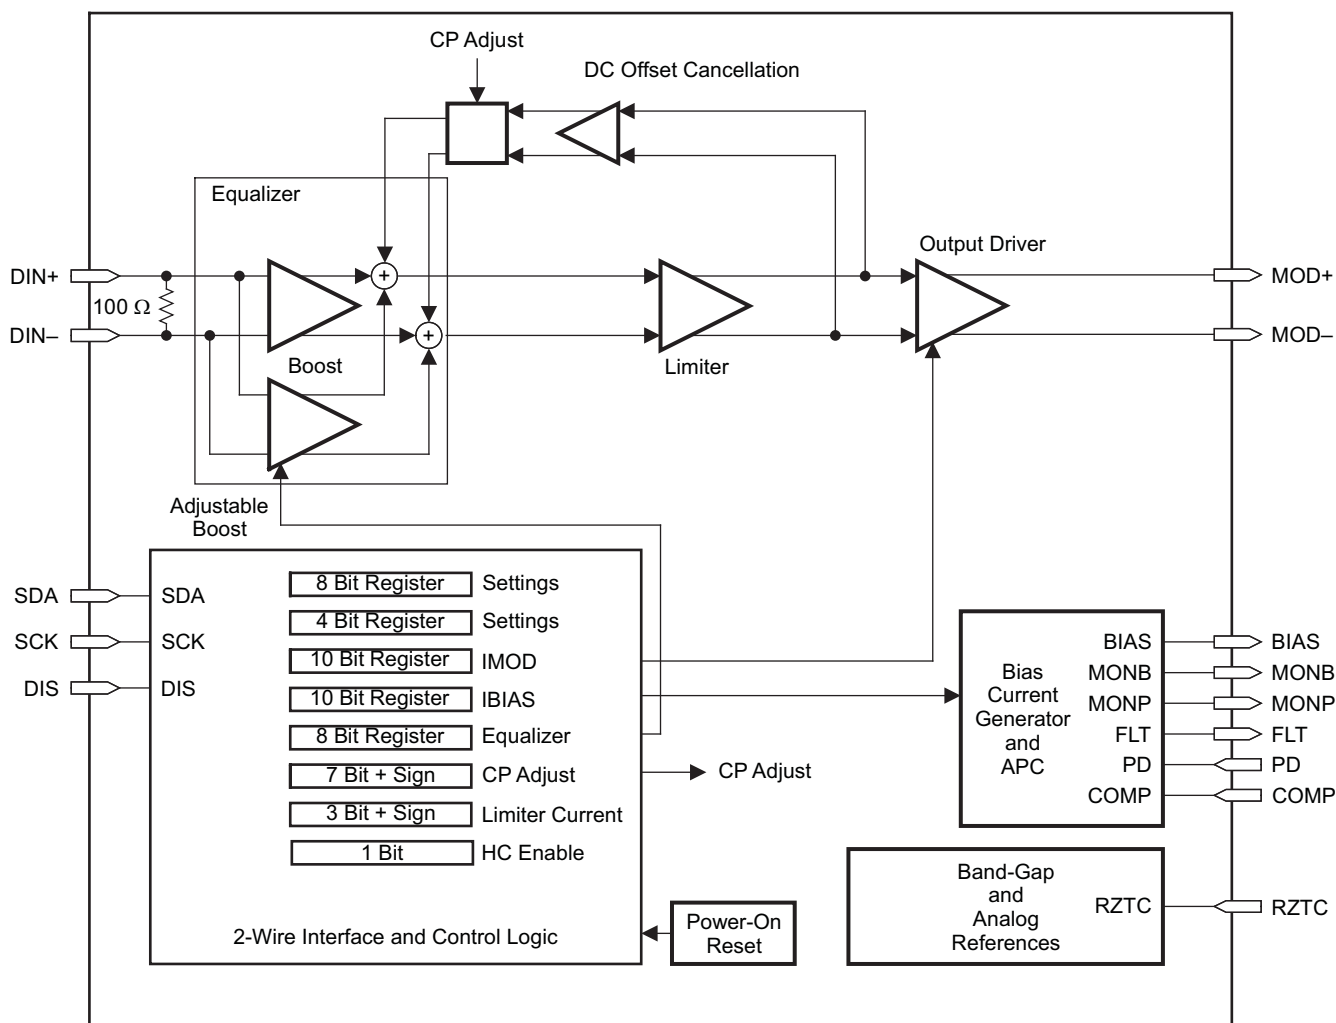 CP Adjust
DC Offset Cancellation
Equalizer
Output Driver
DIN+
MOD+
100 Ω
DIN–
MOD–
Boost
Limiter
+
+
Adjustable
Boost
SDA
SDA
SCK
SCK
DIS
DIS
8 Bit Register Settings
4 Bit Register Settings
10 Bit Register IMOD
10 Bit Register IBIAS
8 Bit Register Equalizer
7 Bit + Sign CP Adjust
3 Bit + Sign Limiter Current
1 Bit HC Enable
CP Adjust
2-Wire Interface and Control Logic
Power-On
Reset
Bias
Current
Generator
and
APC
BIAS
MONB
MONP
FLT
PD
COMP
BIAS
MONB
MONP
FLT
PD
COMP
Band-Gap
and
Analog
References
RZTC
RZTC